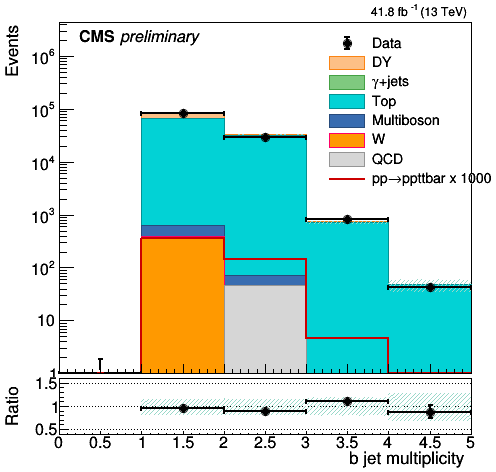 41.8 fb⁻¹ (13 TeV)
CMS preliminary
Events
10⁶
10⁵
10⁴
10³
10²
10
1
Data
DY
γ+jets
Top
Multiboson
W
QCD
pp→ppttbar x 1000
Ratio
1.5
1
0.5
0 0.5 1 1.5 2 2.5 3 3.5 4 4.5 5
b jet multiplicity